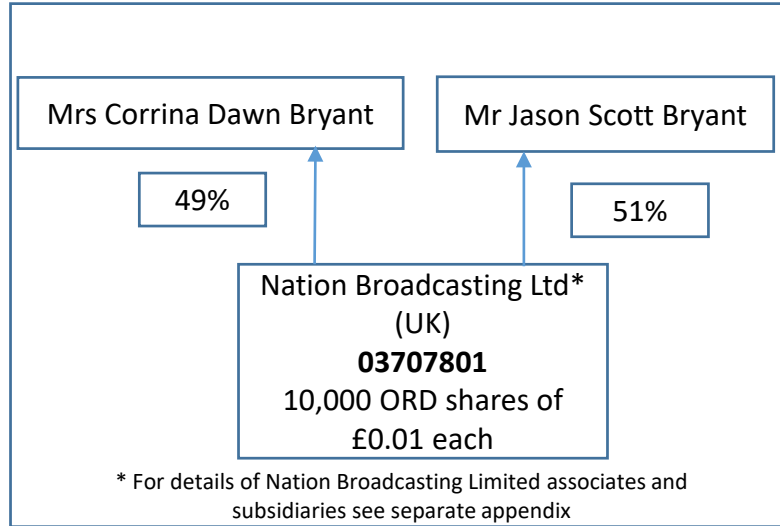 Mrs Corrina Dawn Bryant
Mr Jason Scott Bryant
49%
51%
Nation Broadcasting Ltd*
(UK)
03707801
10,000 ORD shares of
£0.01 each
* For details of Nation Broadcasting Limited associates and
subsidiaries see separate appendix